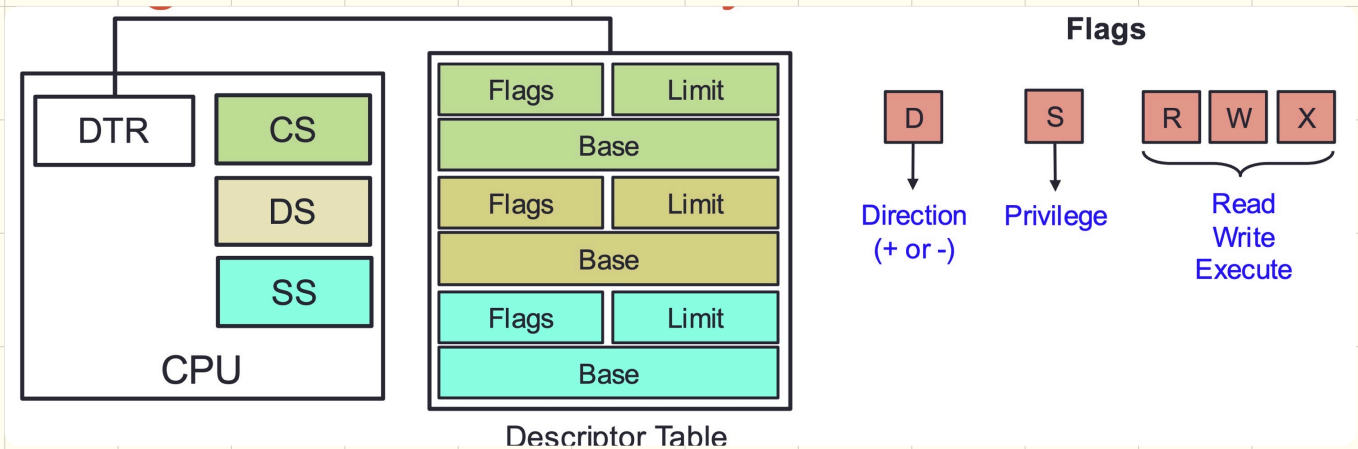 DTR
CS
DS
SS
CPU
Flags Limit
Base
Flags Limit
Base
Flags Limit
Base
Descriptor Table
Flags
D S R W X
Direction
(+ or -)
Privilege
Read
Write
Execute